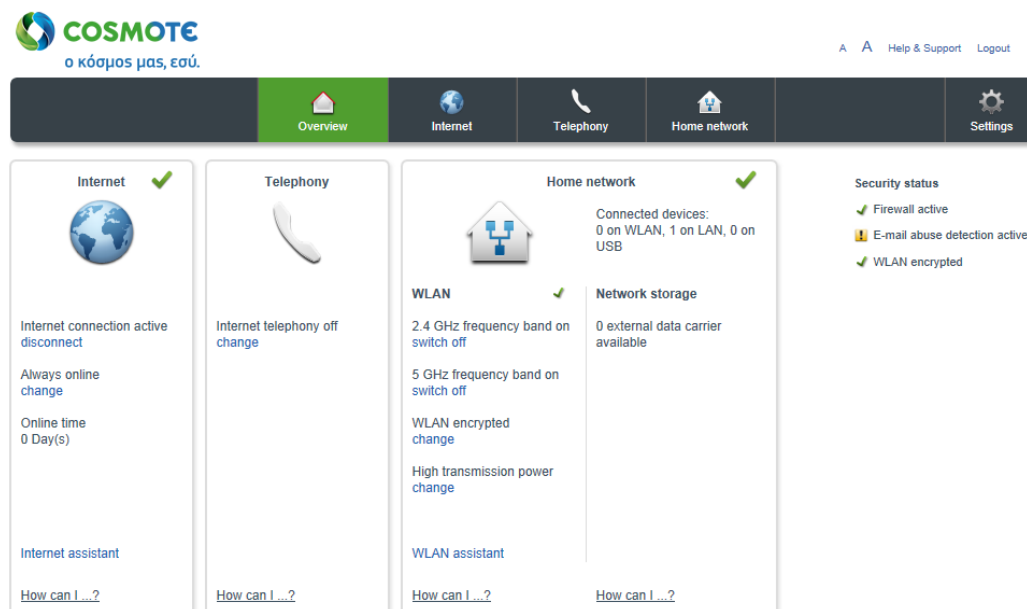 COSMOTE
ο κόσμος μας, εσύ.
A A Help & Support Logout
Overview
Internet
Telephony
Home network
Settings
Internet
Internet connection active
disconnect
Always online
change
Online time
0 Day(s)
Internet assistant
How can I ...?
Telephony
Internet telephony off
change
How can I ...?
Home network
Connected devices:
0 on WLAN, 1 on LAN, 0 on
USB
WLAN
2.4 GHz frequency band on
switch off
5 GHz frequency band on
switch off
WLAN encrypted
change
High transmission power
change
WLAN assistant
How can I ...?
Network storage
0 external data carrier
available
How can I ...?
Security status
Firewall active
E-mail abuse detection active
WLAN encrypted